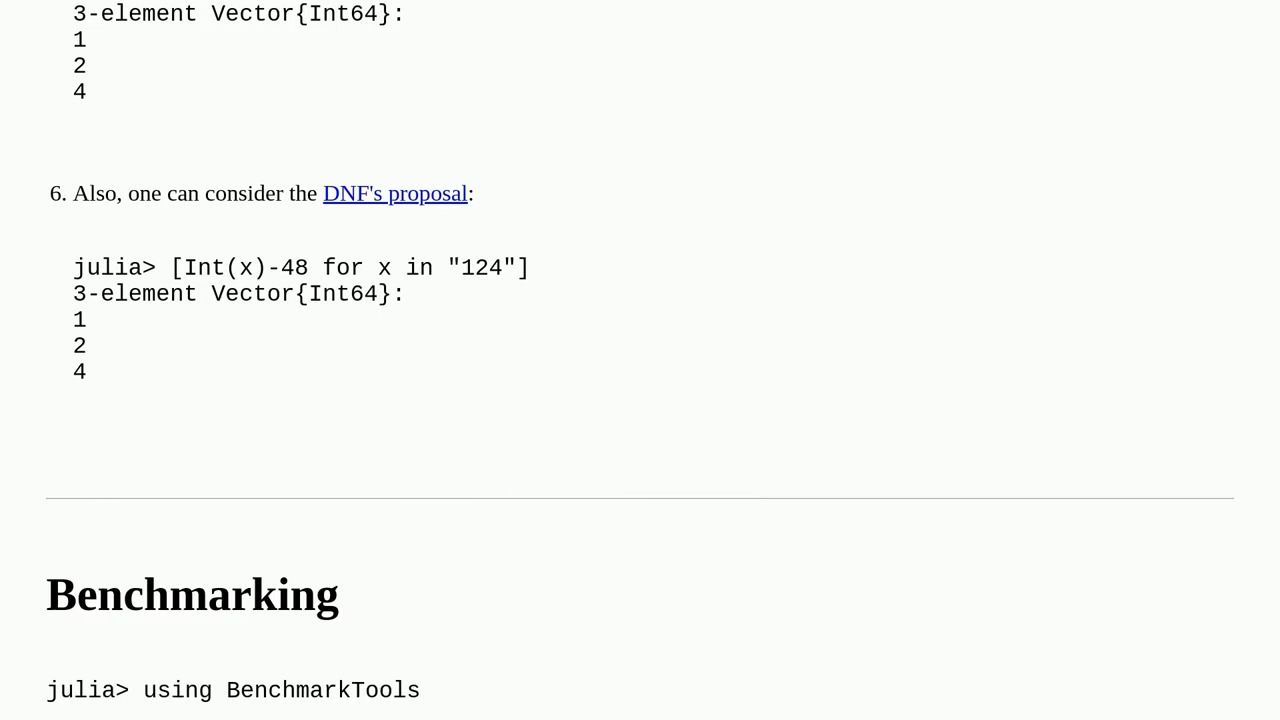 3-element Vector{Int64}:
1
2
4
6. Also, one can consider the DNF's proposal:
julia> [Int(x)-48 for x in "124"]
3-element Vector{Int64}:
1
2
4
Benchmarking
julia> using BenchmarkTools